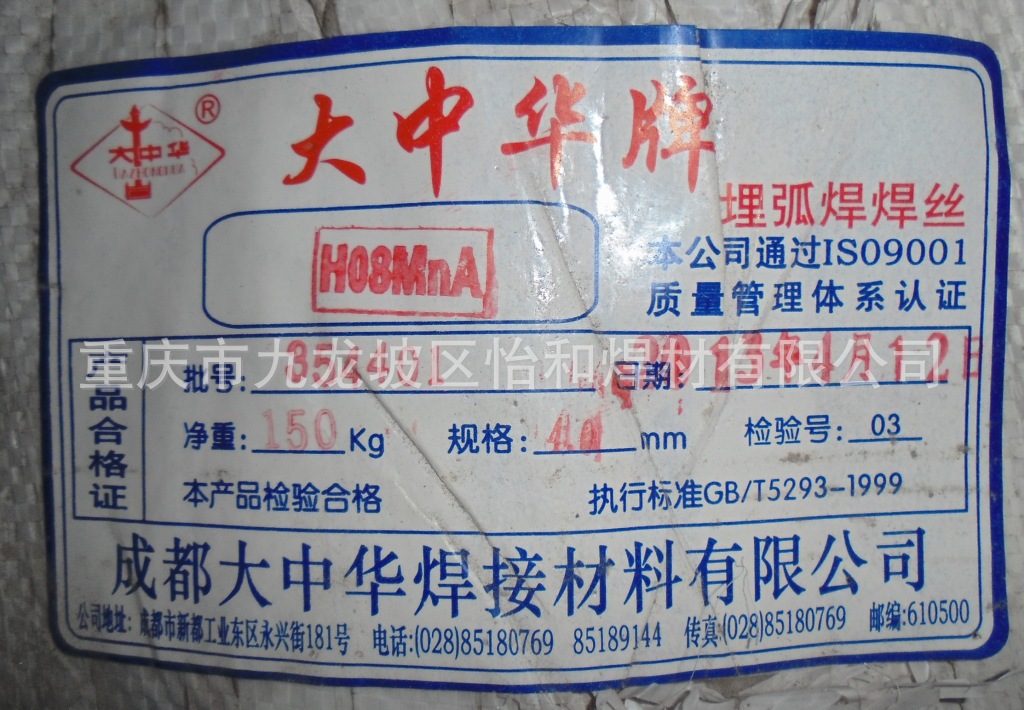 大中华
DAZHONGHUA
®
大中华牌
埋弧焊焊丝
H08MnA
本公司通过ISO9001
质量管理体系认证
重庆市九龙坡区怡和焊材有限公司
产品合格证
批号: 日期:
净重:150Kg 规格: mm 检验号:03
本产品检验合格 执行标准GB/T5293-1999
成都大中华焊接材料有限公司
公司地址:成都市新都工业东区永兴街181号 电话:(028)85180769 85189144 传真:(028)85180769 邮编:610500